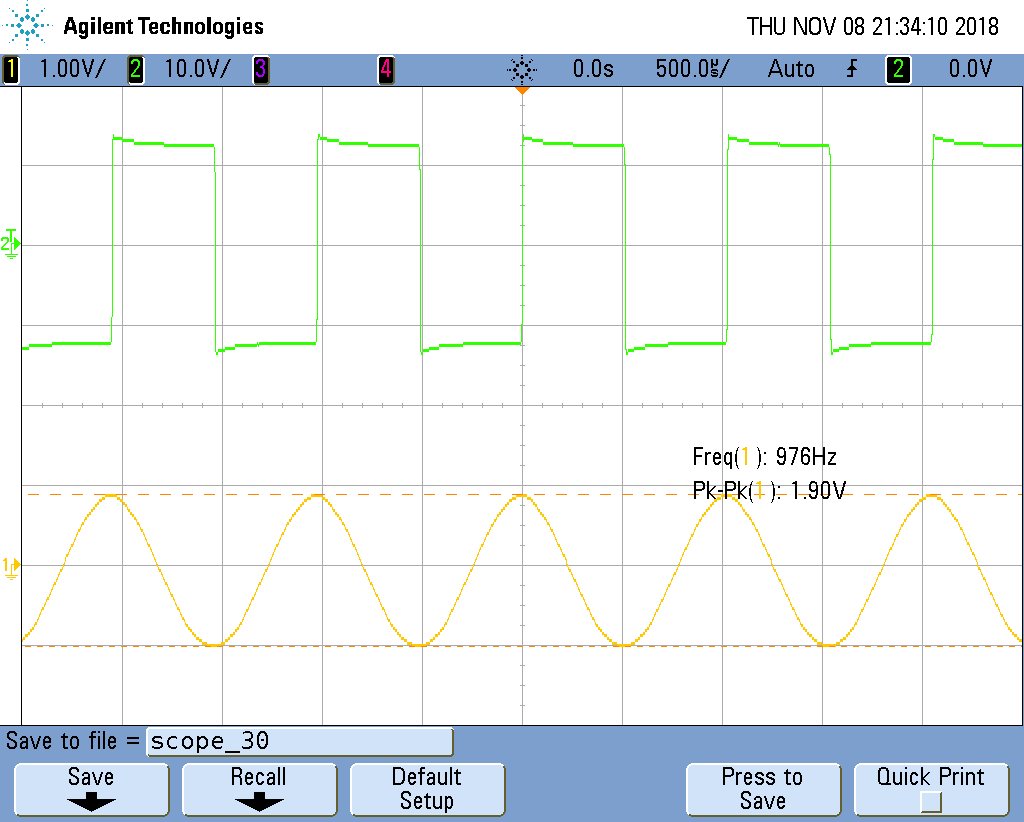 Agilent Technologies THU NOV 08 21:34:10 2018
1 1.00V/ 2 10.0V/ 3 4 0.0s 500.0µs/ Auto 2 0.0V
2
T
Freq(1): 976Hz
Pk-Pk(1): 1.90V
1
Save to file = scope_30
Save Recall Default Setup Press to Save Quick Print